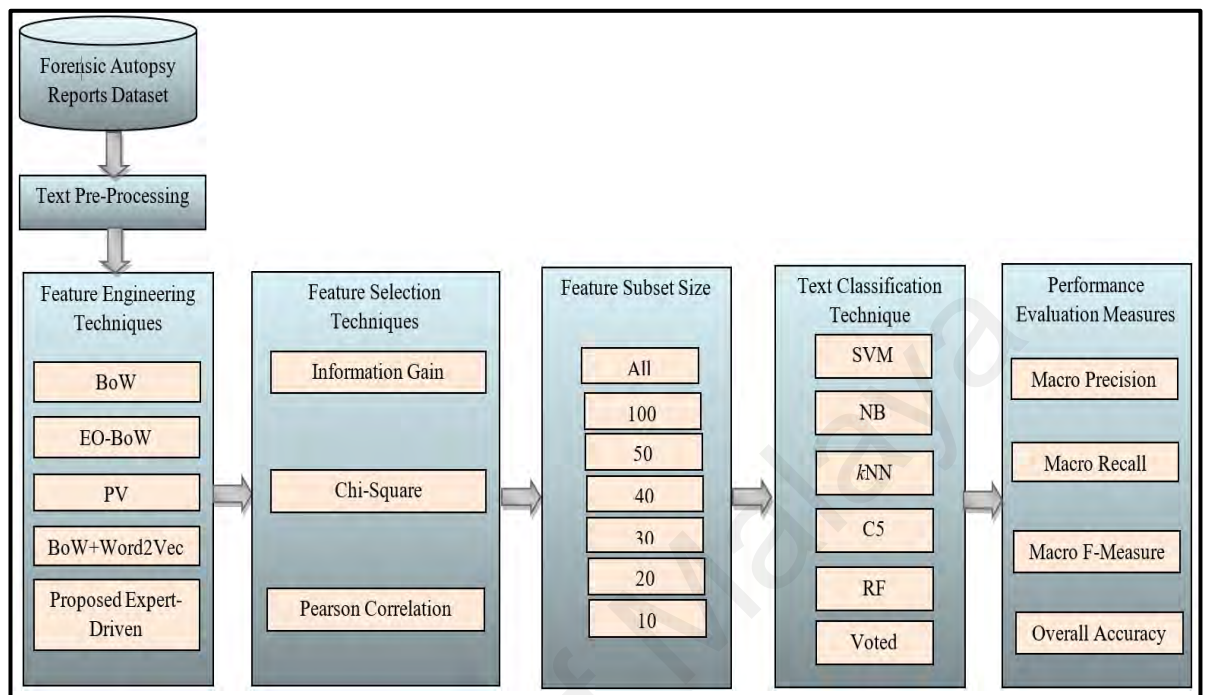 Forensic Autopsy
Reports Dataset
Text Pre-Processing
Feature Engineering
Techniques
BoW
EO-BoW
PV
BoW+Word2Vec
Proposed Expert-
Driven
Feature Selection
Techniques
Information Gain
Chi-Square
Pearson Correlation
Feature Subset Size
All
100
50
40
30
20
10
Text Classification
Technique
SVM
NB
kNN
C5
RF
Voted
Performance
Evaluation Measures
Macro Precision
Macro Recall
Macro F-Measure
Overall Accuracy
of Malaya